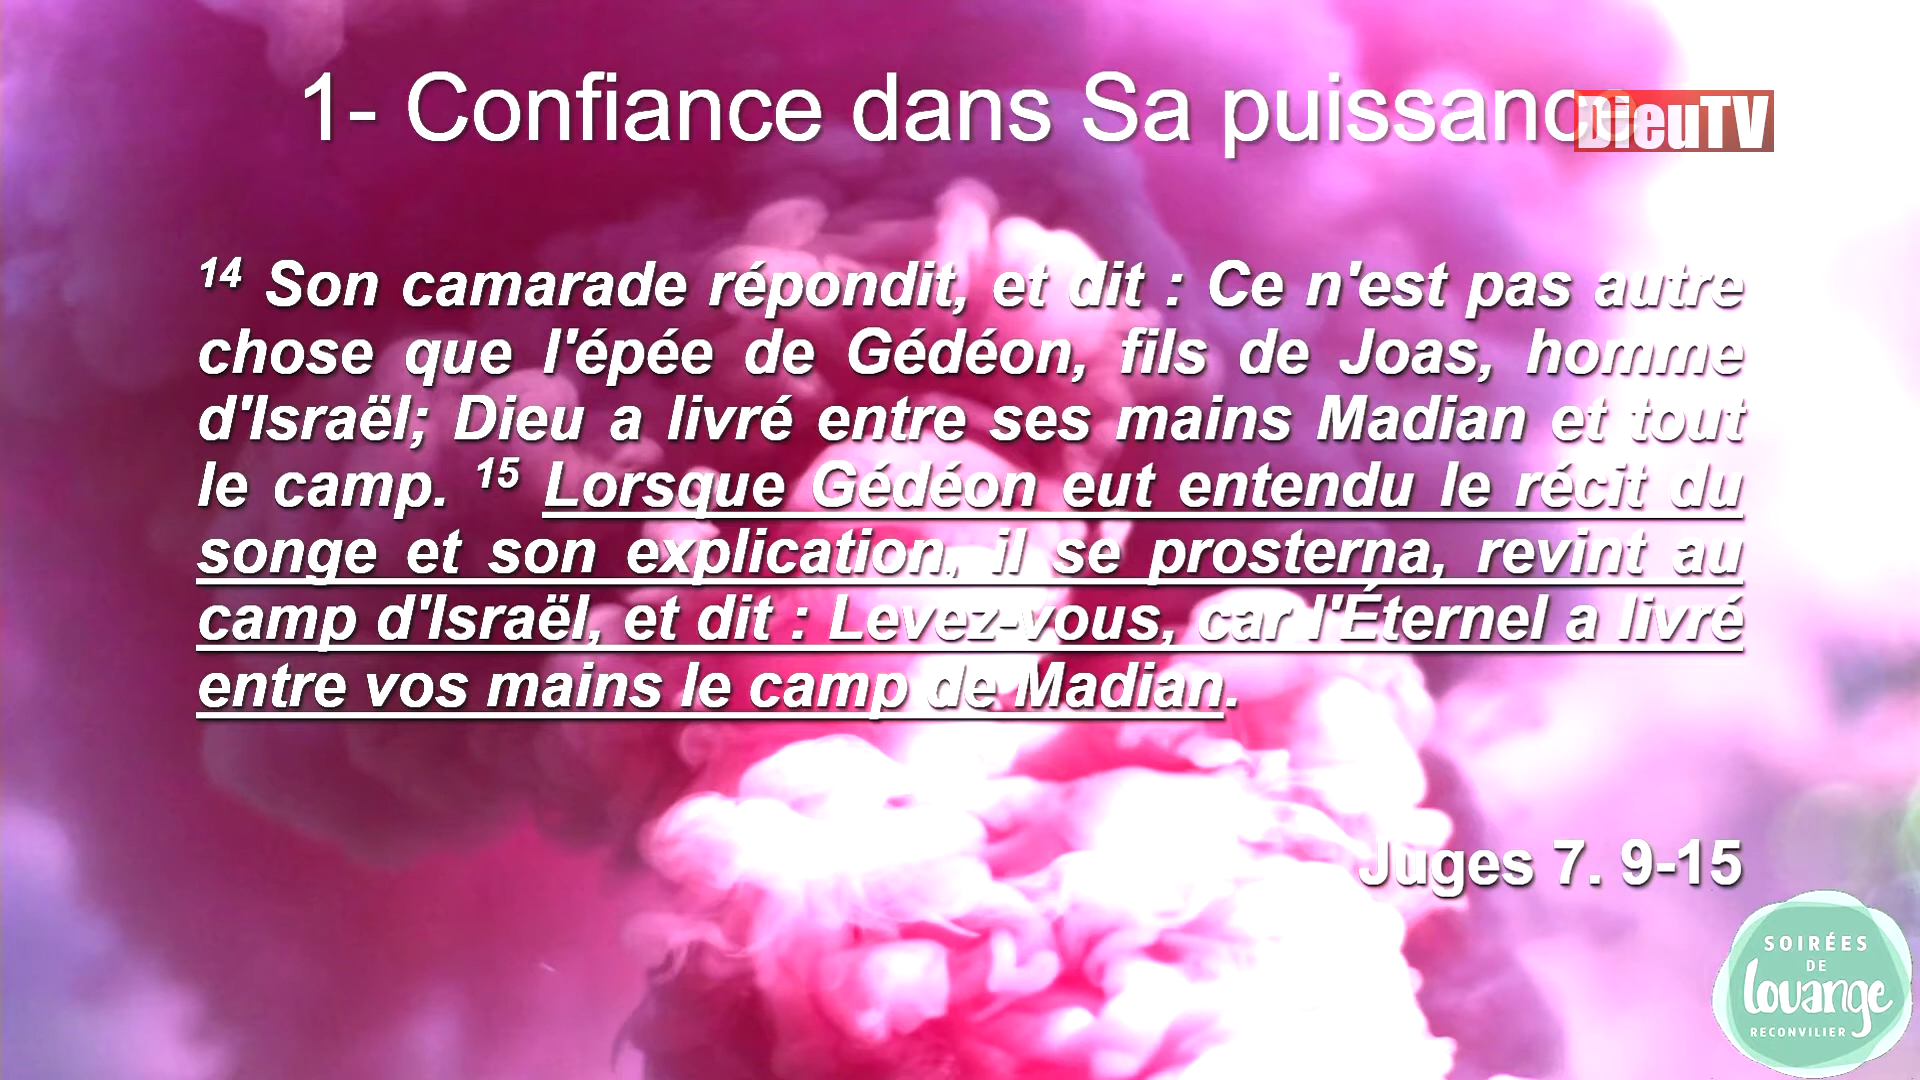 1- Confiance dans Sa puissance
DieuTV
14 Son camarade répondit, et dit : Ce n'est pas autre
chose que l'épée de Gédéon, fils de Joas, homme
d'Israël; Dieu a livré entre ses mains Madian et tout
le camp. 15 Lorsque Gédéon eut entendu le récit du
songe et son explication, il se prosterna, revint au
camp d'Israël, et dit : Levez-vous, car l'Éternel a livré
entre vos mains le camp de Madian.
Juges 7. 9-15
SOIRÉES
DE
louange
RECONVILIER